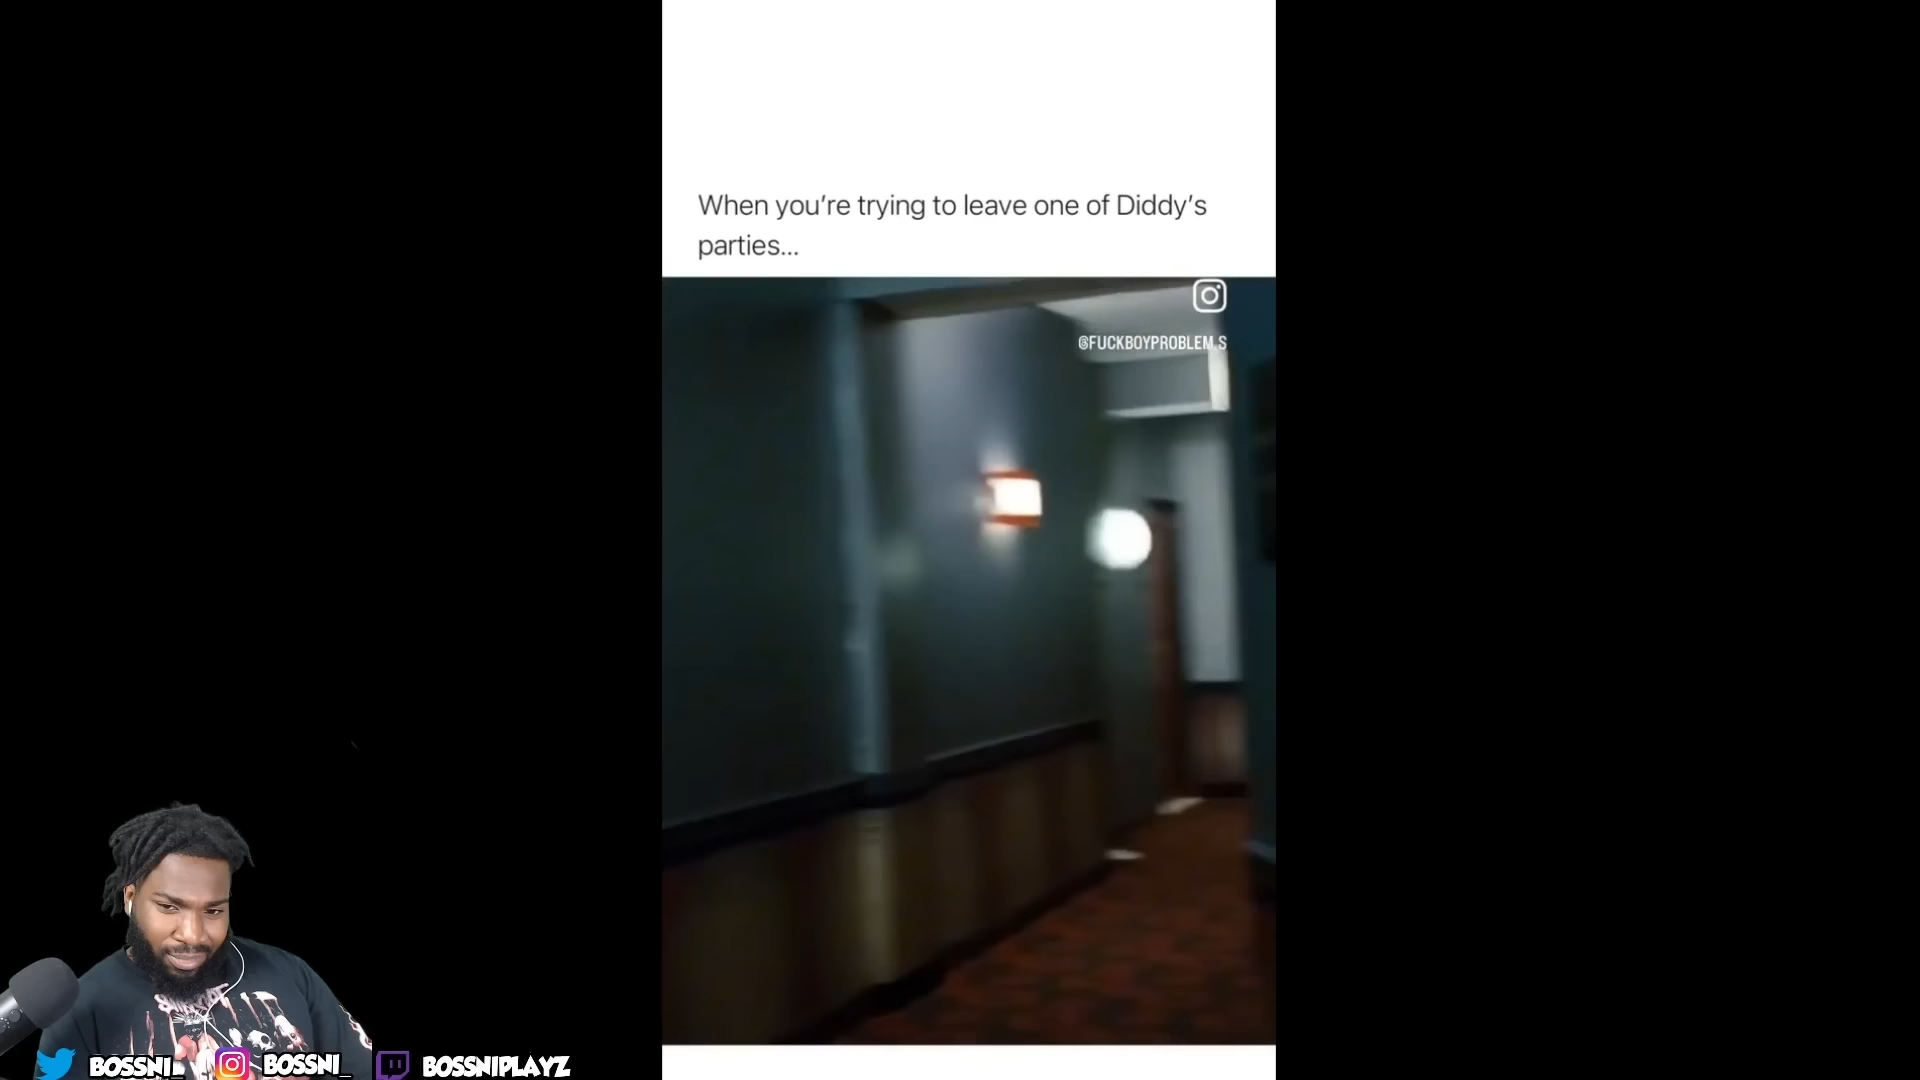 When you're trying to leave one of Diddy's
parties...
@FUCKBOYPROBLEM.S
BOSSNI_
BOSSNI_
BOSSNIPLAYZ